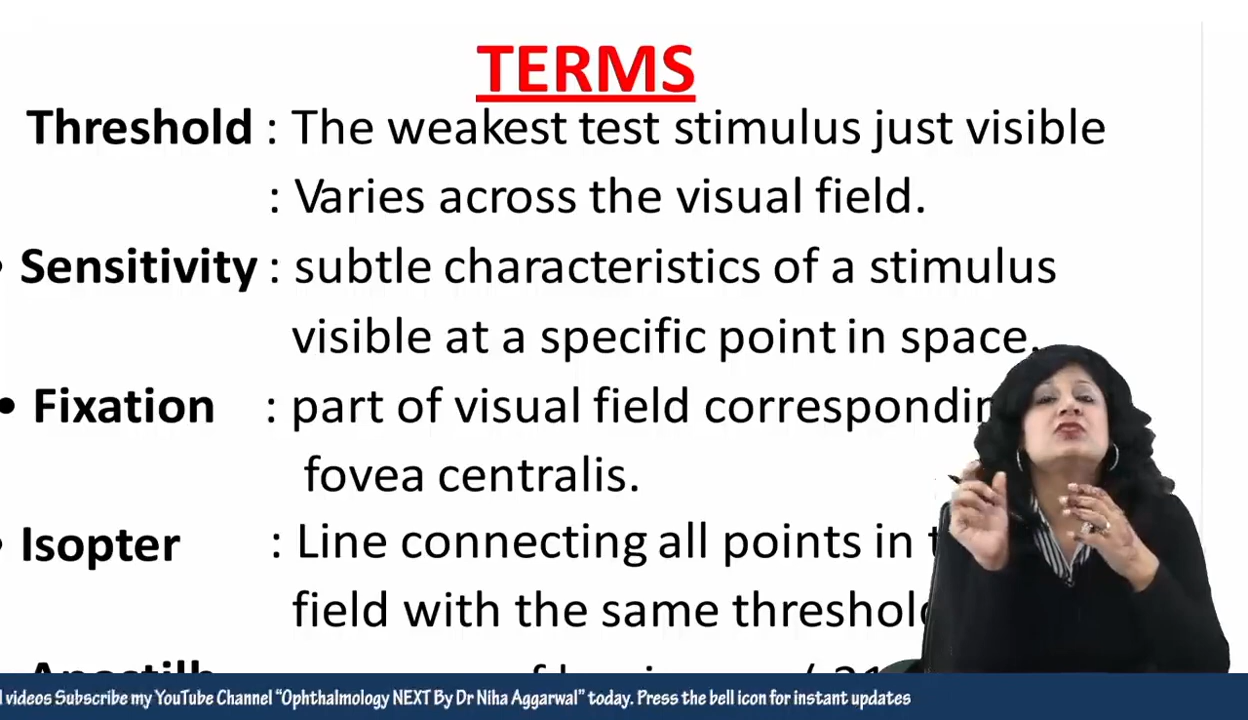 TERMS
Threshold : The weakest test stimulus just visible
: Varies across the visual field.
• Sensitivity : subtle characteristics of a stimulus
visible at a specific point in space.
• Fixation : part of visual field
fovea centralis.
• Isopter : Line connecting all points in
field with the same
videos Subscribe my YouTube Channel “Ophthalmology NEXT By Dr Niha Aggarwal” today. Press the bell icon for instant updates